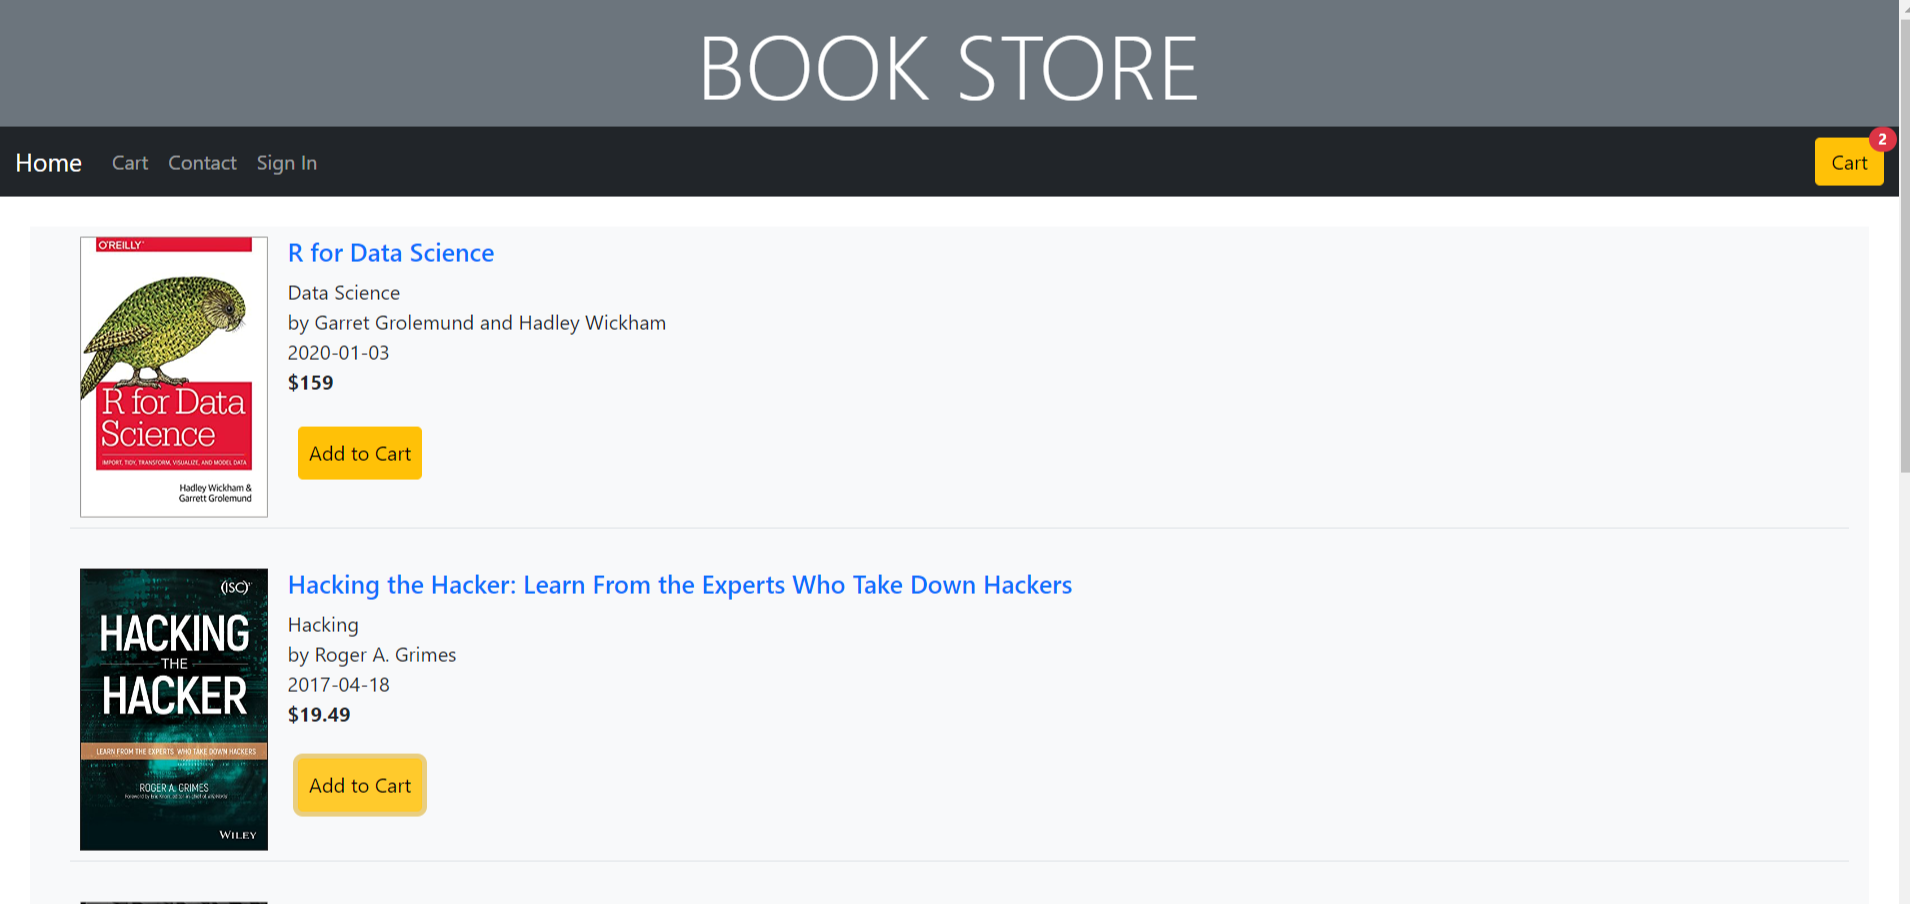 BOOK STORE
Home Cart Contact Sign In
2
Cart
O'REILLY
R for Data
Science
IMPORT, TIDY, TRANSFORM, VISUALIZE, AND MODEL DATA
Hadley Wickham &
Garrett Grolemund
R for Data Science
Data Science
by Garret Grolemund and Hadley Wickham
2020-01-03
$159
Add to Cart
(ISC)²
HACKING
THE
HACKER
LEARN FROM THE EXPERTS WHO TAKE DOWN HACKERS
ROGER A. GRIMES
WILEY
Hacking the Hacker: Learn From the Experts Who Take Down Hackers
Hacking
by Roger A. Grimes
2017-04-18
$19.49
Add to Cart